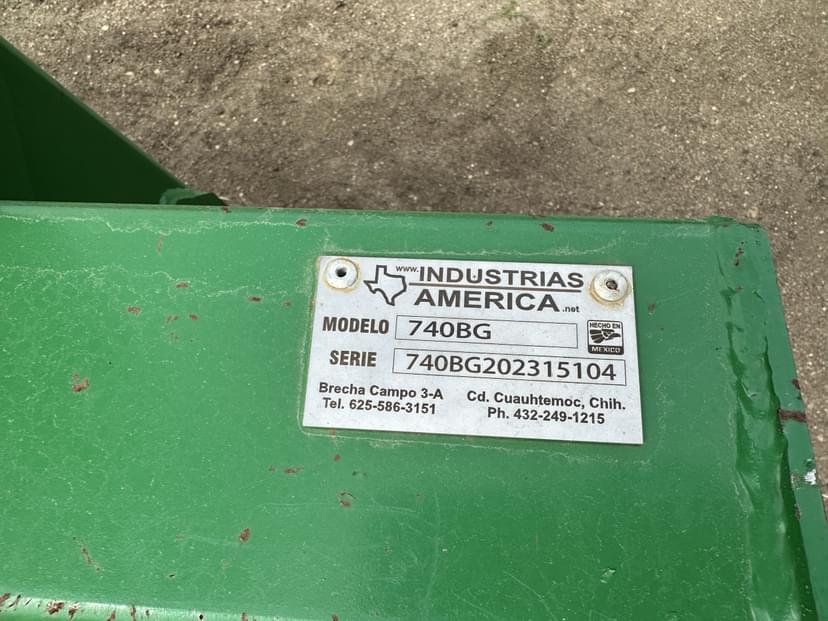 www.INDUSTRIAS
AMERICA.net
MODELO 740BG
HECHO EN
MEXICO
SERIE 740BG202315104
Brecha Campo 3-A Cd. Cuauhtemoc, Chih.
Tel. 625-586-3151 Ph. 432-249-1215